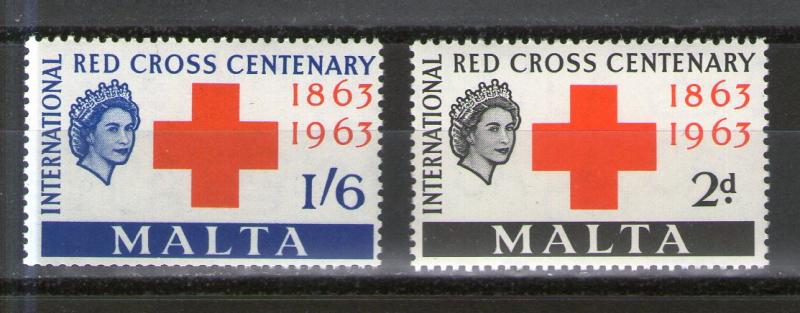 INTERNATIONAL
RED CROSS CENTENARY
1863
1963
1/6
MALTA
INTERNATIONAL
RED CROSS CENTENARY
1863
1963
2d.
MALTA